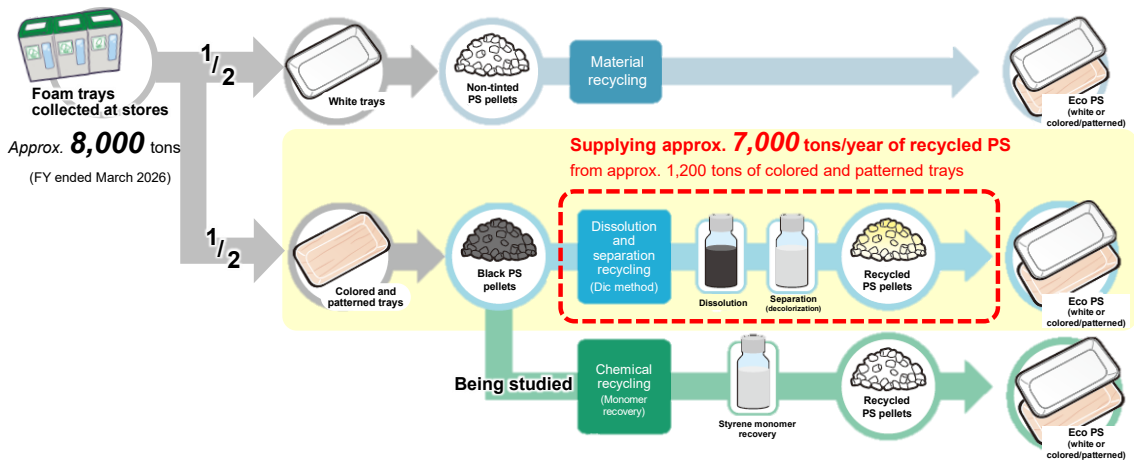 Foam trays
collected at stores
Approx. 8,000 tons
(FY ended March 2026)
1/2
White trays
Non-tinted
PS pellets
Material
recycling
Eco PS
(white or
colored/patterned)
Supplying approx. 7,000 tons/year of recycled PS
from approx. 1,200 tons of colored and patterned trays
1/2
Colored and
patterned trays
Black PS
pellets
Dissolution
and
separation
recycling
(Dic method)
Dissolution
Separation
(decolorization)
Recycled
PS pellets
Eco PS
(white or
colored/patterned)
Being studied
Chemical
recycling
(Monomer
recovery)
Styrene monomer
recovery
Recycled
PS pellets
Eco PS
(white or
colored/patterned)